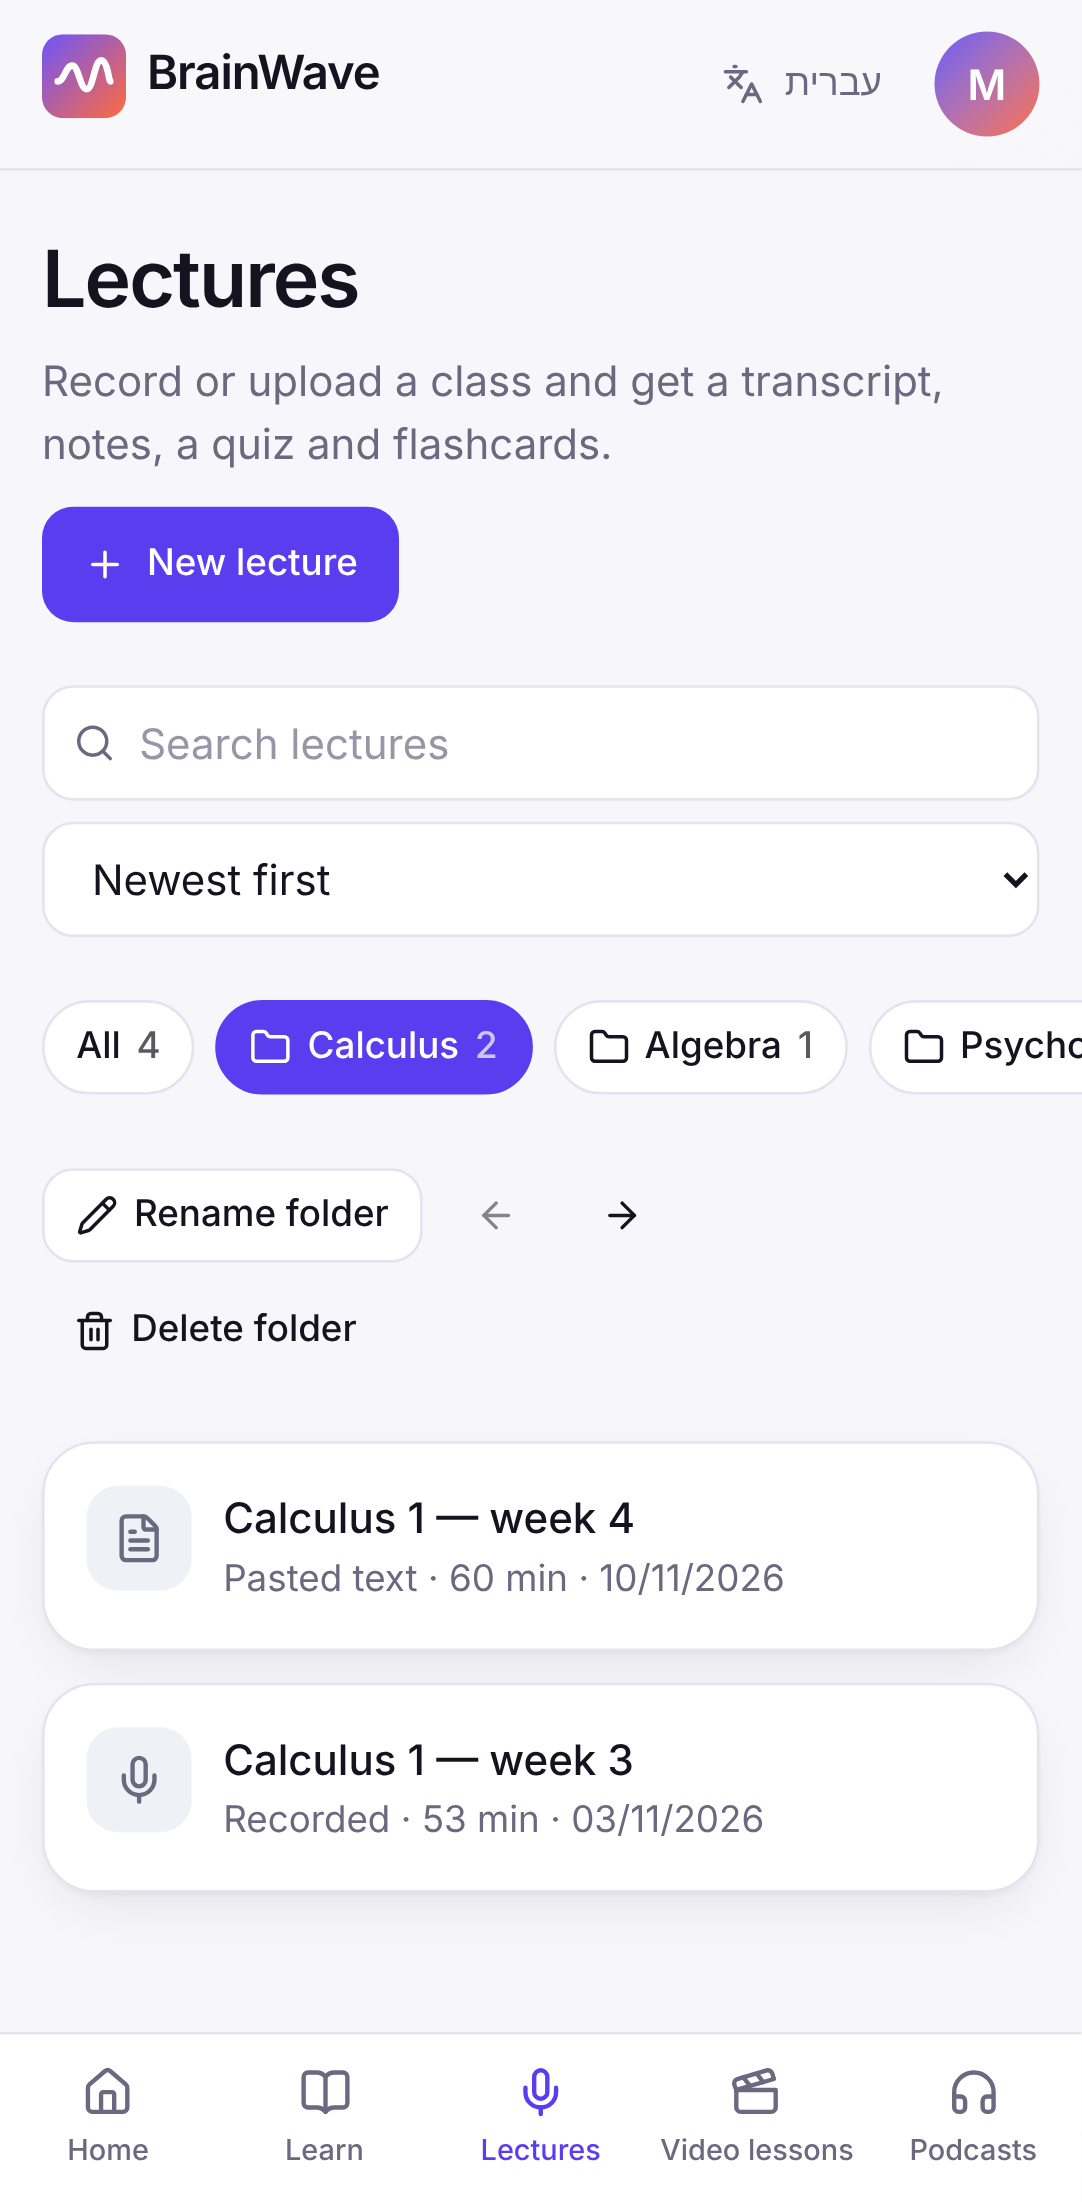 BrainWave
עברית
M
Lectures
Record or upload a class and get a transcript,
notes, a quiz and flashcards.
New lecture
Search lectures
Newest first
All 4
Calculus 2
Algebra 1
Rename folder
Delete folder
Calculus 1 — week 4
Pasted text · 60 min · 10/11/2026
Calculus 1 — week 3
Recorded · 53 min · 03/11/2026
Home
Learn
Lectures
Video lessons
Podcasts